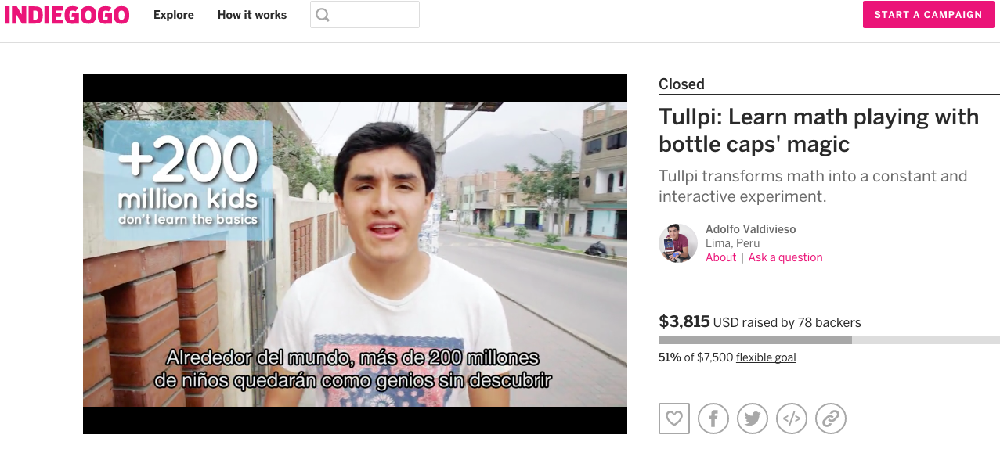 INDIEGOGO
Explore
How it works
START A CAMPAIGN
+200
million kids
don't learn the basics
Alrededor del mundo, más de 200 millones
de niños quedarán como genios sin descubrir
Closed
Tullpi: Learn math playing with
bottle caps' magic
Tullpi transforms math into a constant and
interactive experiment.
Adolfo Valdivieso
Lima, Peru
About | Ask a question
$3,815 USD raised by 78 backers
51% of $7,500 flexible goal